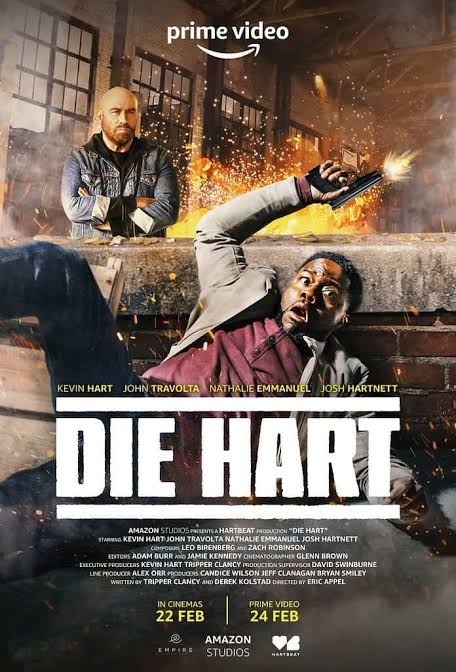 prime video
KEVIN HART JOHN TRAVOLTA NATHALIE EMMANUEL JOSH HARTNETT
DIE HART
AMAZON STUDIOS PRESENTS A HARTBEAT PRODUCTION "DIE HART"
STARRING KEVIN HART JOHN TRAVOLTA NATHALIE EMMANUEL JOSH HARTNETT
COMPOSERS LEO BIRENBERG AND ZACH ROBINSON
EDITORS ADAM BURR AND JAMIE KENNEDY CINEMATOGRAPHER GLENN BROWN
EXECUTIVE PRODUCERS KEVIN HART TRIPPER CLANCY PRODUCTION SUPERVISOR DAVID SWINBURNE
LINE PRODUCER ALEX ORR PRODUCERS CANDICE WILSON JEFF CLANAGAN BRYAN SMILEY
WRITTEN BY TRIPPER CLANCY AND DEREK KOLSTAD DIRECTED BY ERIC APPEL
IN CINEMAS PRIME VIDEO
22 FEB 24 FEB
EMPIRE AMAZON STUDIOS HARTBEAT